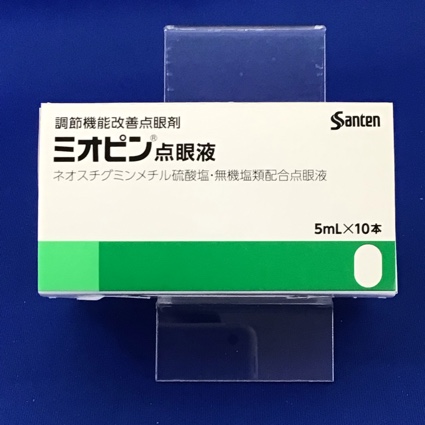 調節機能改善点眼剤
Santen
ミオピン®点眼液
ネオスチグミンメチル硫酸塩・無機塩類配合点眼液
5mL×10本